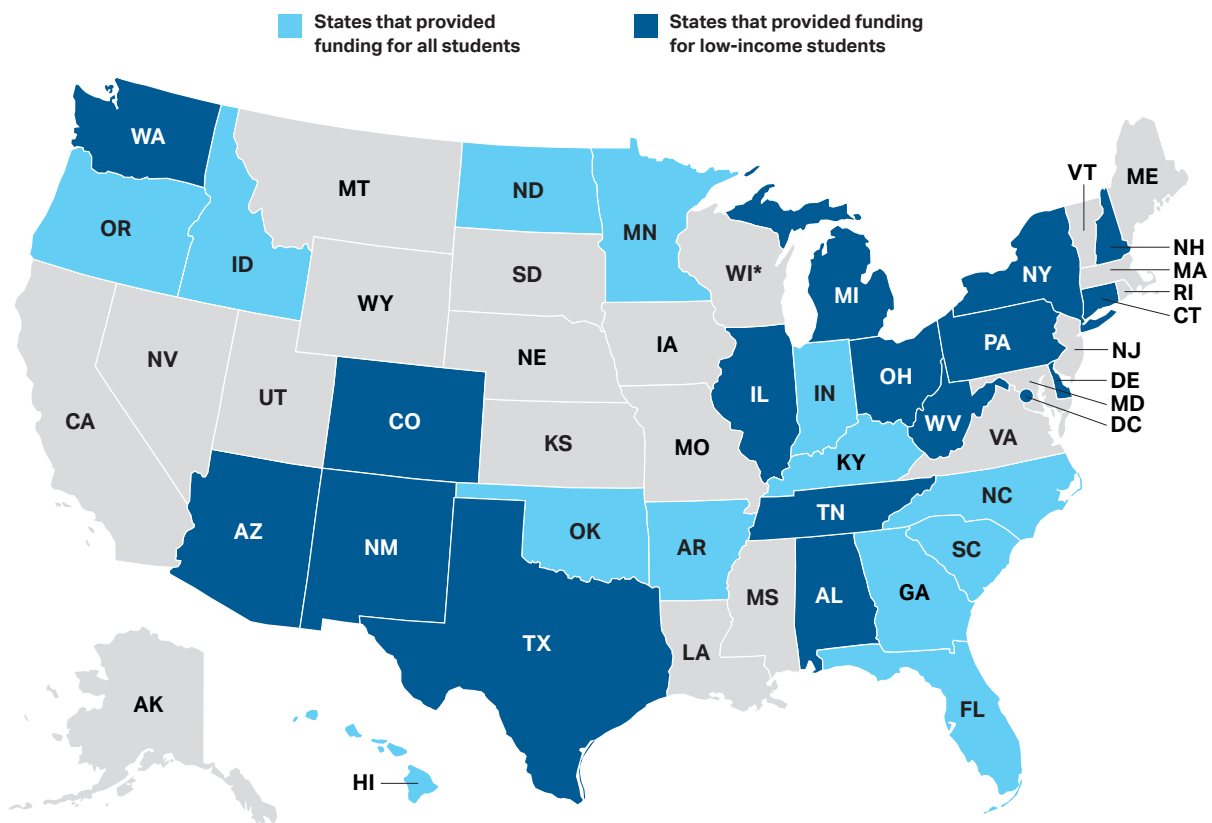 States that provided
funding for all students
States that provided funding
for low-income students
WA
MT
ND
MN
VT
ME
OR
ID
SD
WI*
MI
NY
NH
MA
RI
CT
WY
NV
UT
NE
IA
PA
NJ
CA
CO
KS
MO
IL
IN
OH
DE
MD
DC
WV
VA
KY
AZ
NM
OK
AR
TN
NC
SC
TX
LA
MS
AL
GA
AK
HI
FL